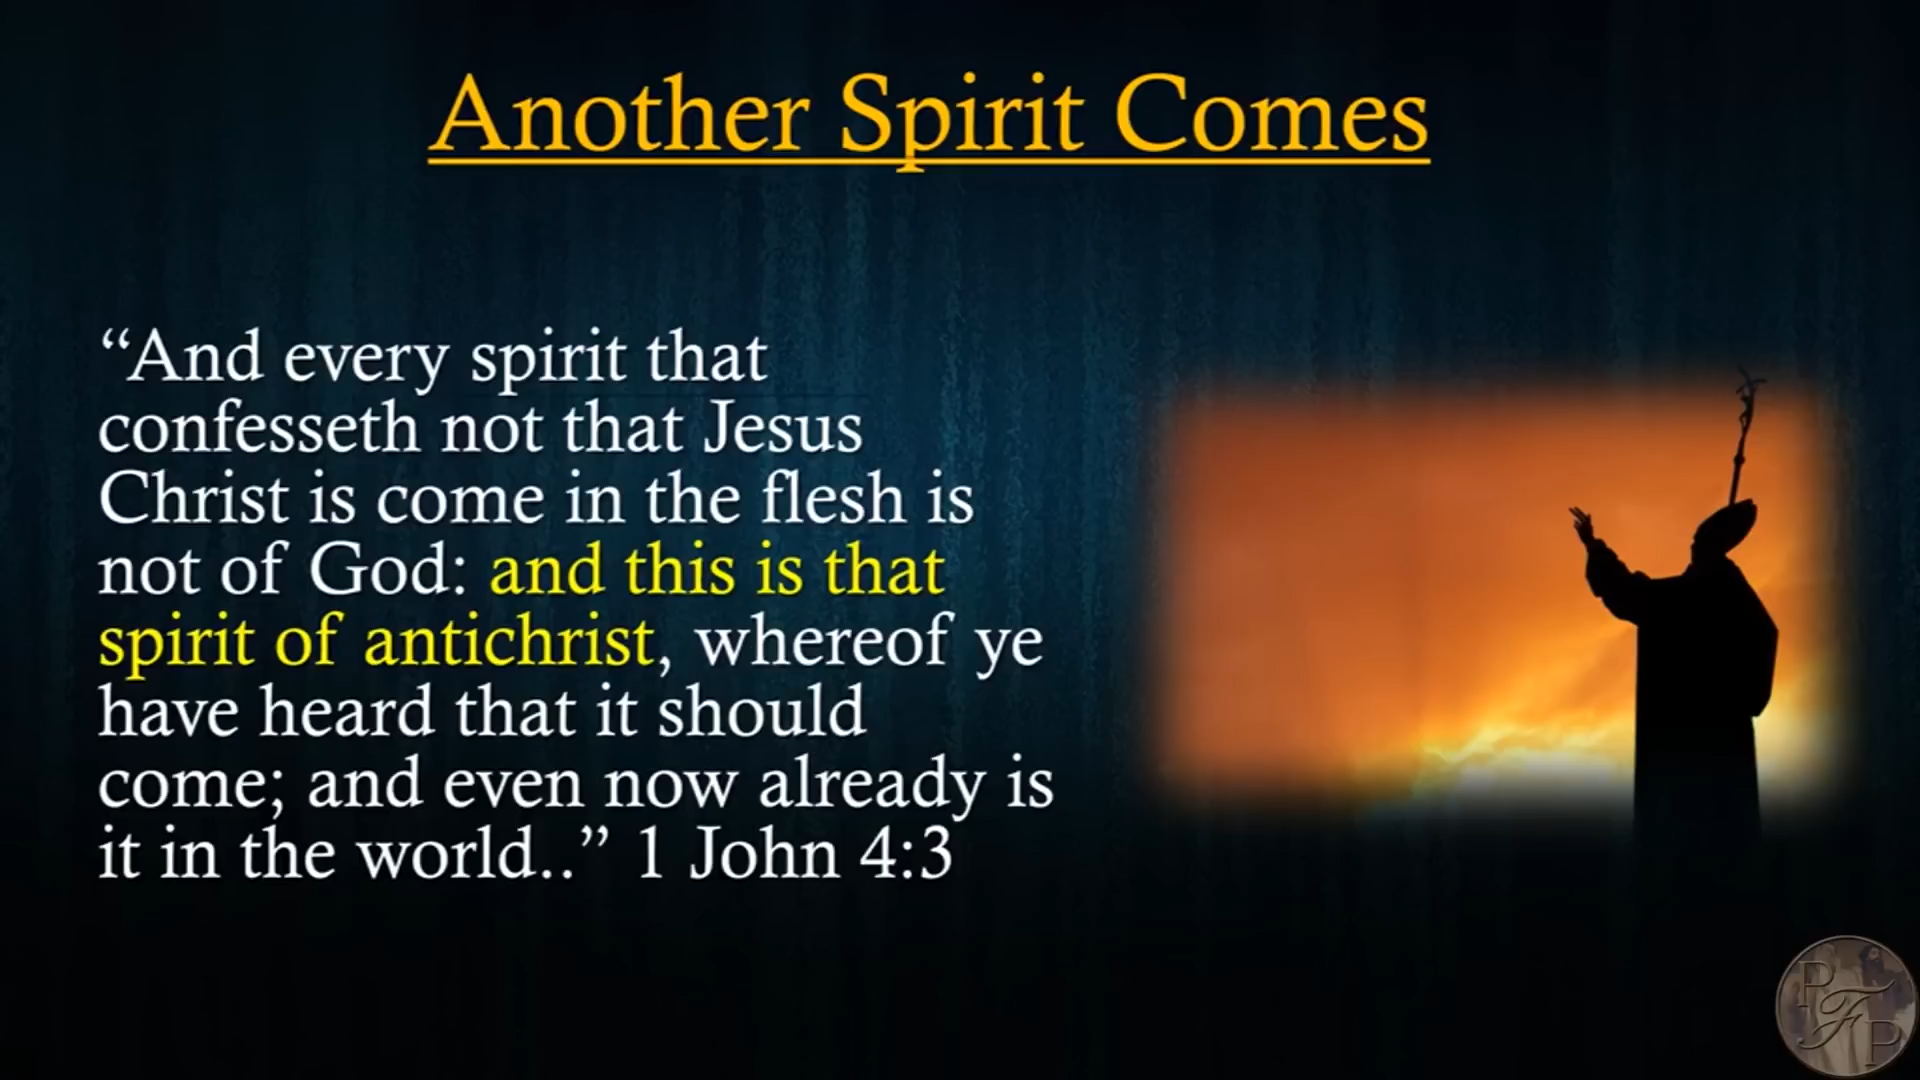 Another Spirit Comes
“And every spirit that
confesseth not that Jesus
Christ is come in the flesh is
not of God: and this is that
spirit of antichrist, whereof ye
have heard that it should
come; and even now already is
it in the world..” 1 John 4:3
PFP